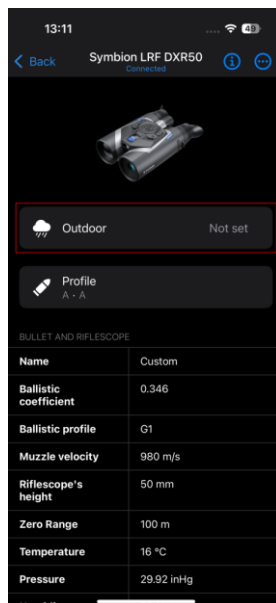 13:11
49
Back
Symbion LRF DXR50
Connected
Outdoor
Not set
Profile
A - A
BULLET AND RIFLESCOPE
Name
Custom
Ballistic coefficient
0.346
Ballistic profile
G1
Muzzle velocity
980 m/s
Riflescope's height
50 mm
Zero Range
100 m
Temperature
16 °C
Pressure
29.92 inHg